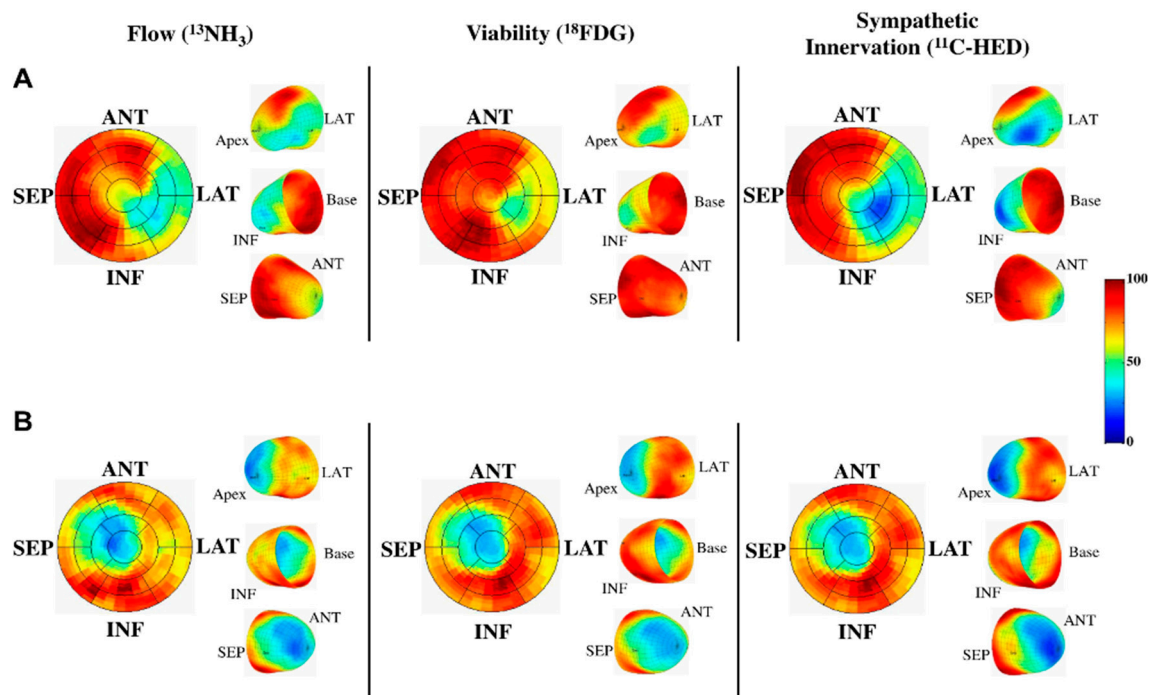 Flow (¹³NH₃)
Viability (¹⁸FDG)
Sympathetic
Innervation (¹¹C-HED)
A
ANT
SEP
LAT
INF
LAT
Apex
Base
INF
ANT
SEP
ANT
SEP
LAT
INF
LAT
Apex
Base
INF
ANT
SEP
ANT
SEP
LAT
INF
LAT
Apex
Base
INF
ANT
SEP
100
50
0
B
ANT
SEP
LAT
INF
LAT
Apex
Base
INF
ANT
SEP
ANT
SEP
LAT
INF
LAT
Apex
Base
INF
ANT
SEP
ANT
SEP
LAT
INF
LAT
Apex
Base
INF
ANT
SEP